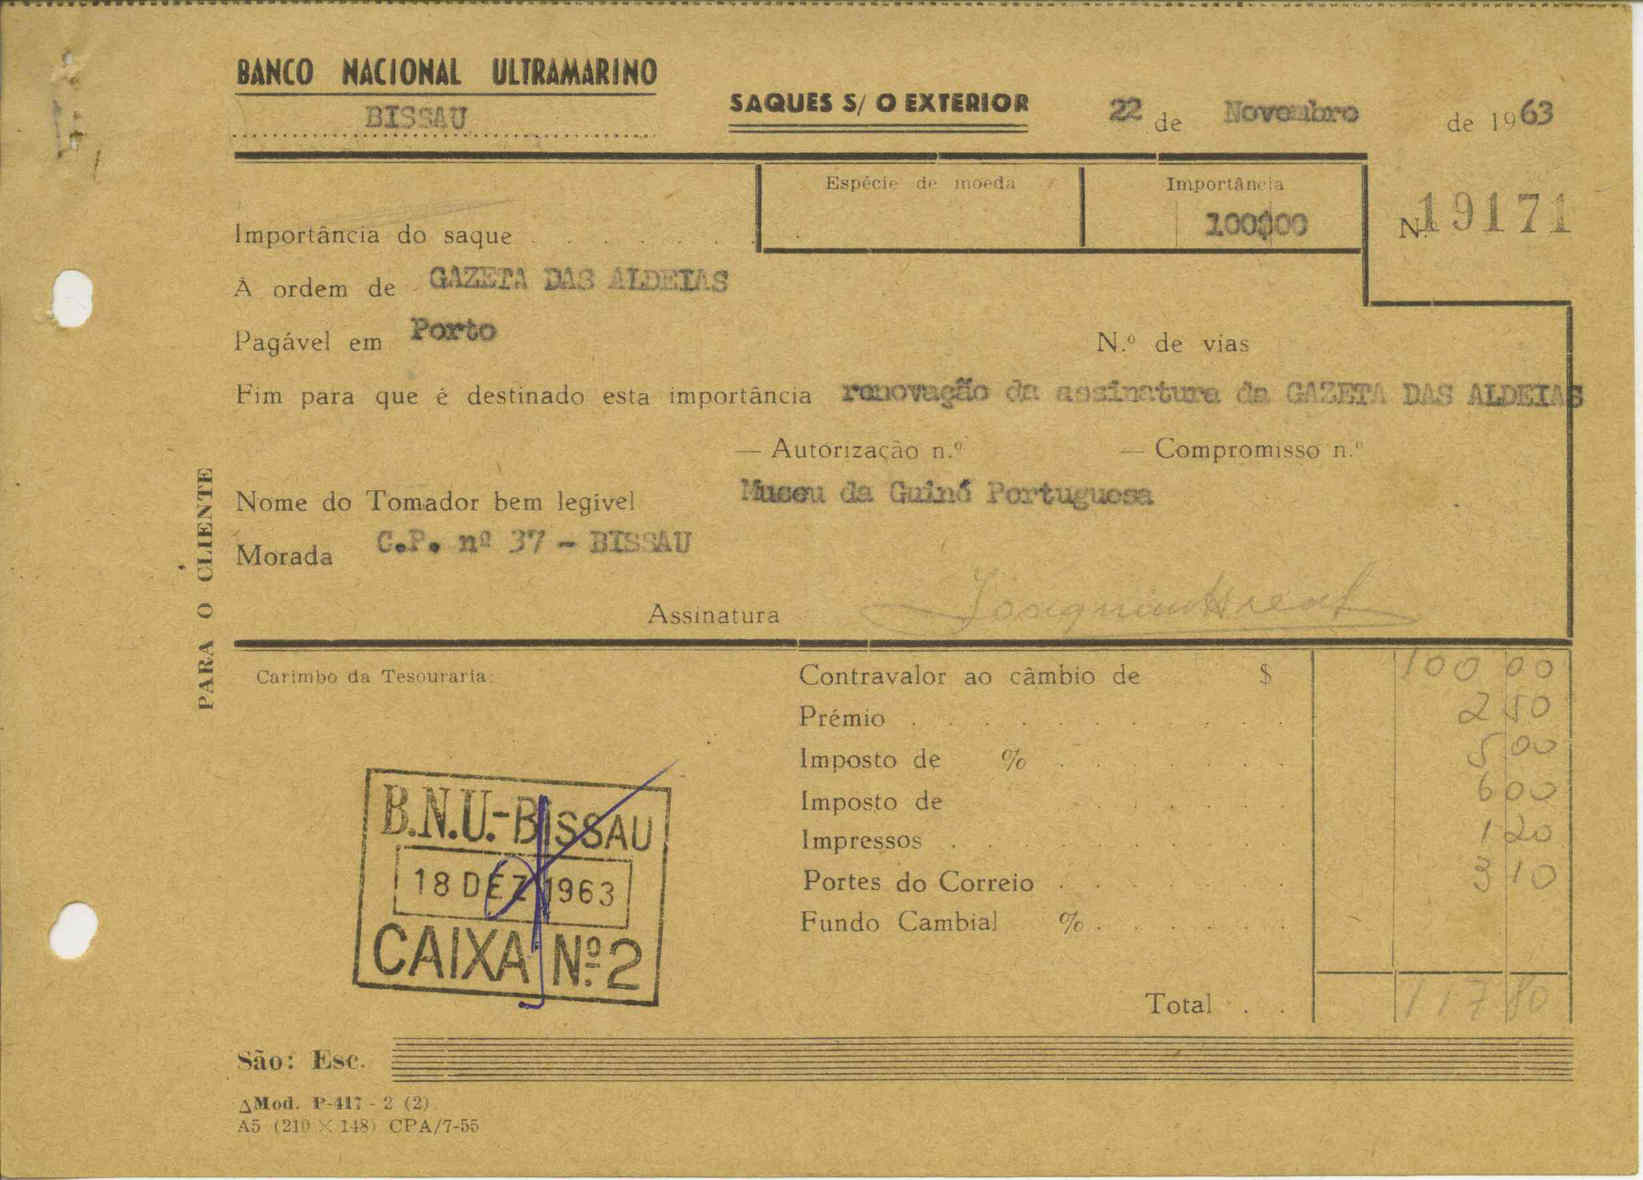 BANCO NACIONAL ULTRAMARINO
BISSAU
SAQUES S/ O EXTERIOR
22 de Novembro de 1963
Espécie de moeda
Importância
Importância do saque
100$00
N.º 19171
À ordem de GAZETA DAS ALDEIAS
Pagável em Porto
N.º de vias
Fim para que é destinado esta importância renovação da assinatura da GAZETA DAS ALDEIAS
— Autorização n.º — Compromisso n.º
Nome do Tomador bem legível Museu da Guiné Portuguesa
Morada C.P. nº 37 - BISSAU
Assinatura
PARA O CLIENTE
Carimbo da Tesouraria:
Contravalor ao câmbio de $ 100 00
Prémio 2 50
Imposto de % 5 00
Imposto de 6 00
Impressos 1 20
Portes do Correio 3 10
Fundo Cambial %
Total 117 80
B.N.U.-BISSAU
18 DEZ 1963
CAIXA Nº 2
São: Esc.
△Mod. P-417 - 2 (2)
A5 (210 × 148) CPA/7-55